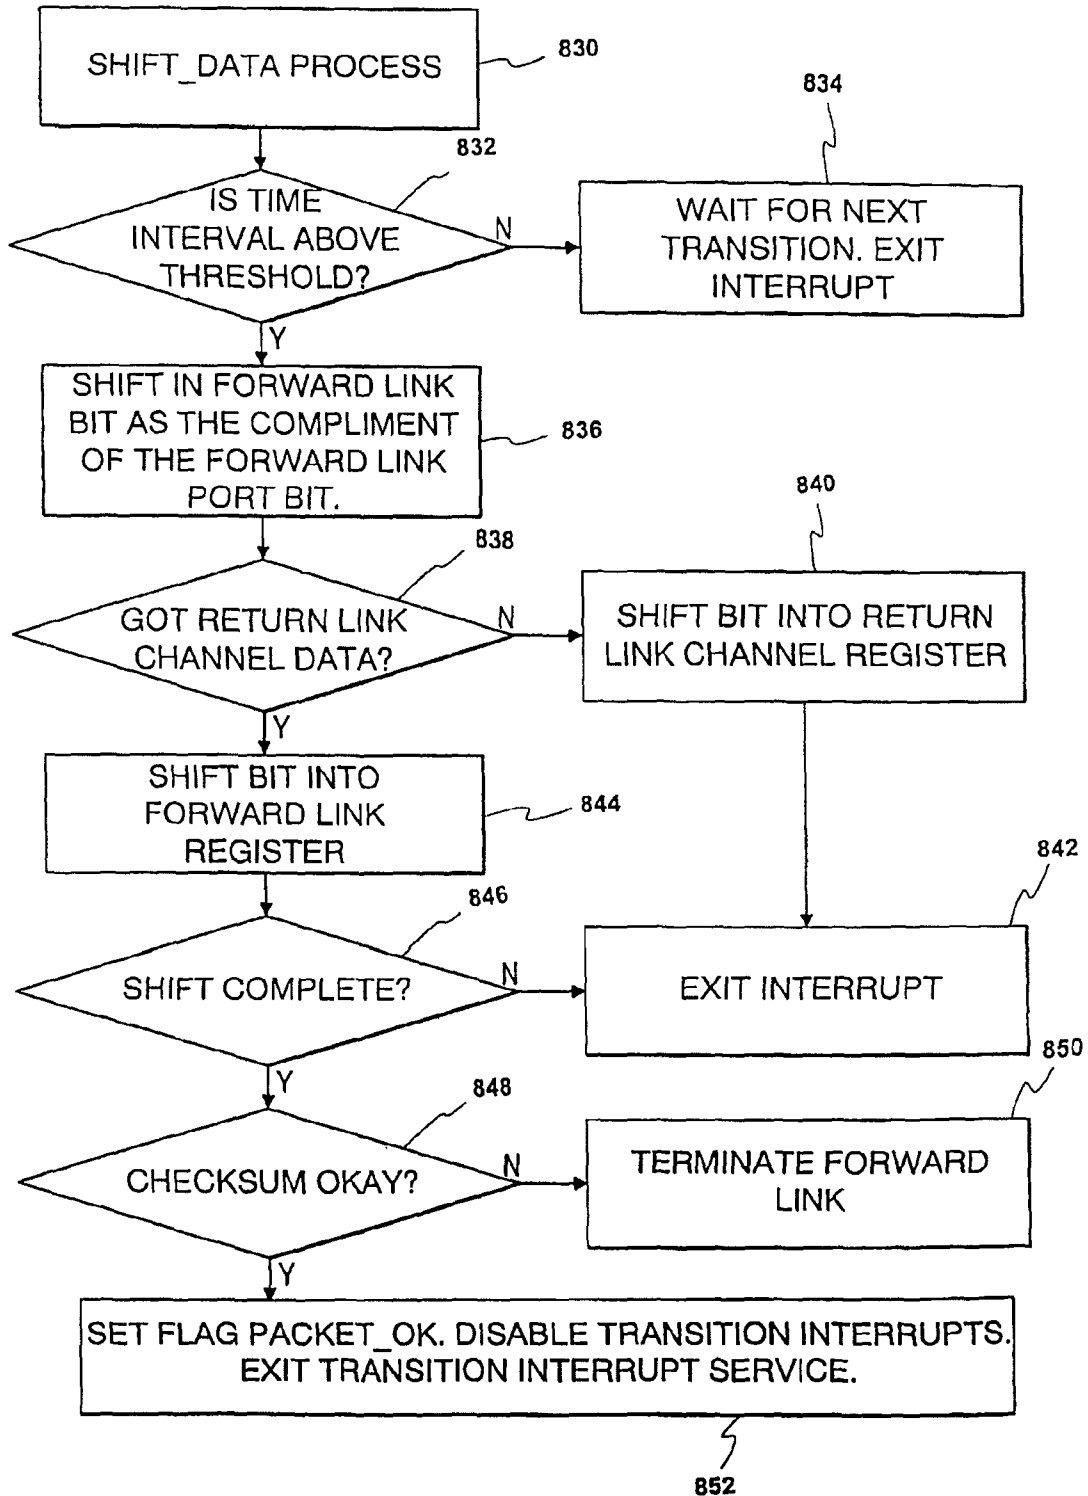 SHIFT_DATA PROCESS
830
834
832
IS TIME
INTERVAL ABOVE
THRESHOLD?
N
WAIT FOR NEXT
TRANSITION. EXIT
INTERRUPT
Y
SHIFT IN FORWARD LINK
BIT AS THE COMPLIMENT
OF THE FORWARD LINK
PORT BIT.
836
840
838
GOT RETURN LINK
CHANNEL DATA?
N
SHIFT BIT INTO RETURN
LINK CHANNEL REGISTER
Y
SHIFT BIT INTO
FORWARD LINK
REGISTER
844
842
846
SHIFT COMPLETE?
N
EXIT INTERRUPT
850
Y
848
CHECKSUM OKAY?
N
TERMINATE FORWARD
LINK
Y
SET FLAG PACKET_OK. DISABLE TRANSITION INTERRUPTS.
EXIT TRANSITION INTERRUPT SERVICE.
852